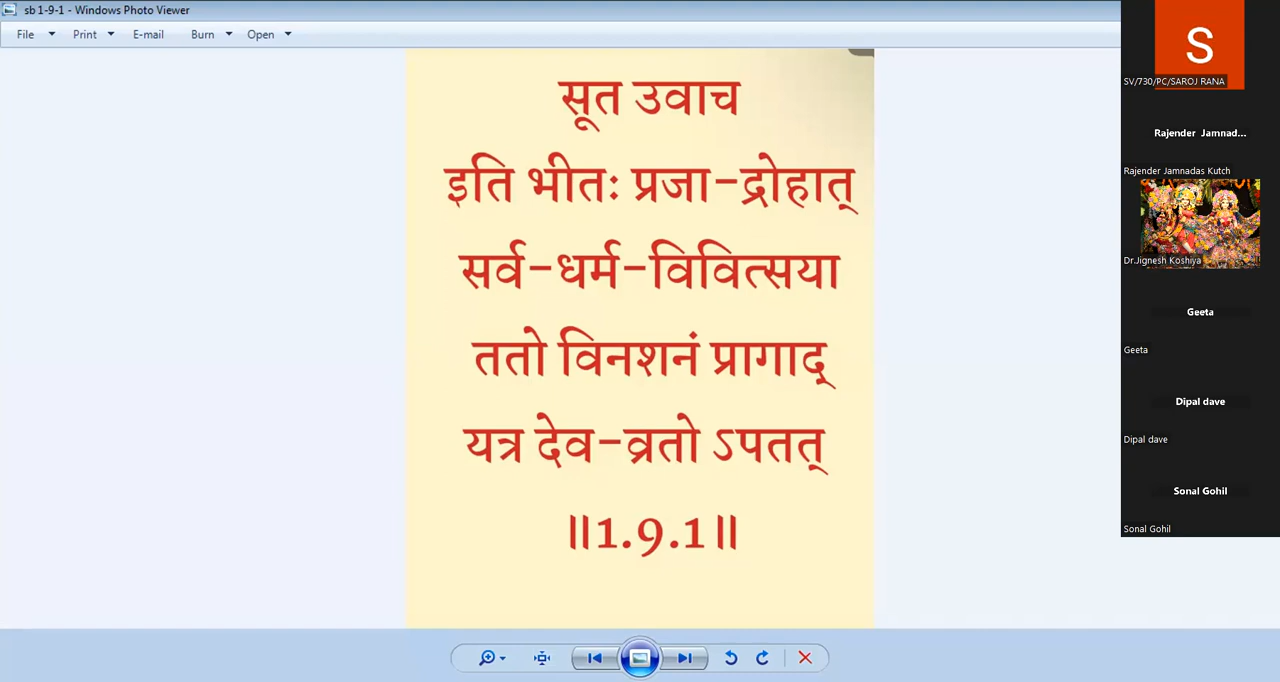 sb 1-9-1 - Windows Photo Viewer
File Print E-mail Burn Open
सूत उवाच
इति भीतः प्रजा-द्रोहात्
सर्व-धर्म-विवित्सया
ततो विनशनं प्रागाद्
यत्र देव-व्रतो ऽपतत्
॥1.9.1॥
S
SV/730/PC/SAROJ RANA
Rajender Jamnad...
Rajender Jamnadas Kutch
Dr.Jignesh Koshiya
Geeta
Geeta
Dipal dave
Dipal dave
Sonal Gohil
Sonal Gohil